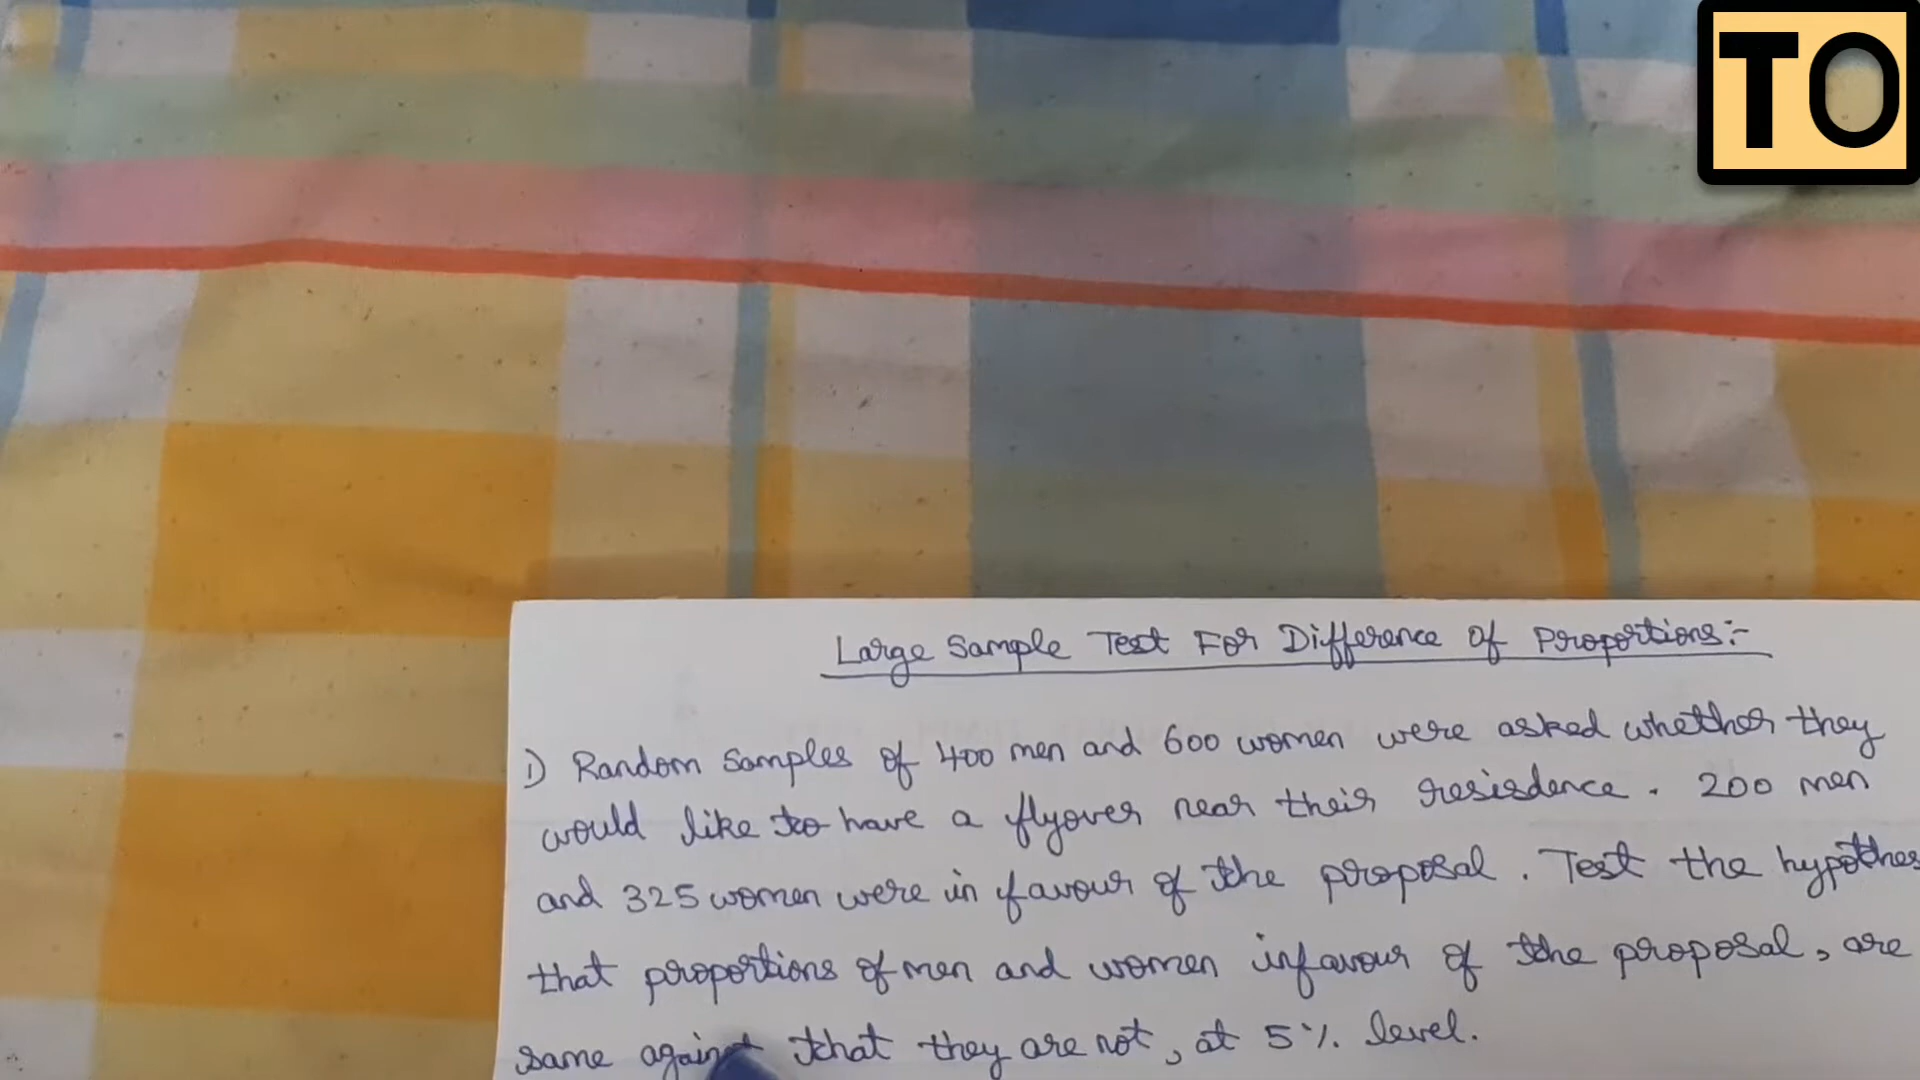 TO
Large Sample Test For Difference Of Proportions:-
1) Random Samples of 400 men and 600 women were asked whether they
would like to have a flyover near their resisdence. 200 men
and 325 women were in favour of the proposal. Test the hypothes
that proportions of men and women infavour of the proposal, are
same against that they are not, at 5% level.